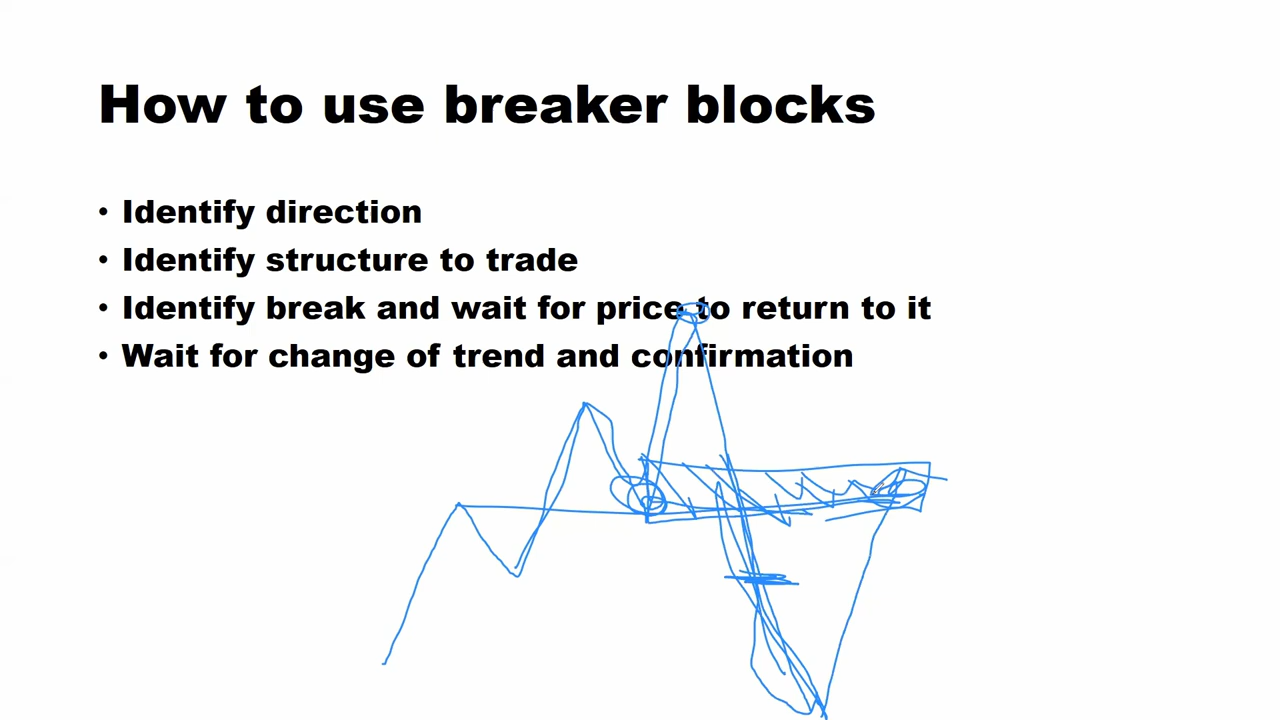 How to use breaker blocks
• Identify direction
• Identify structure to trade
• Identify break and wait for price to return to it
• Wait for change of trend and confirmation